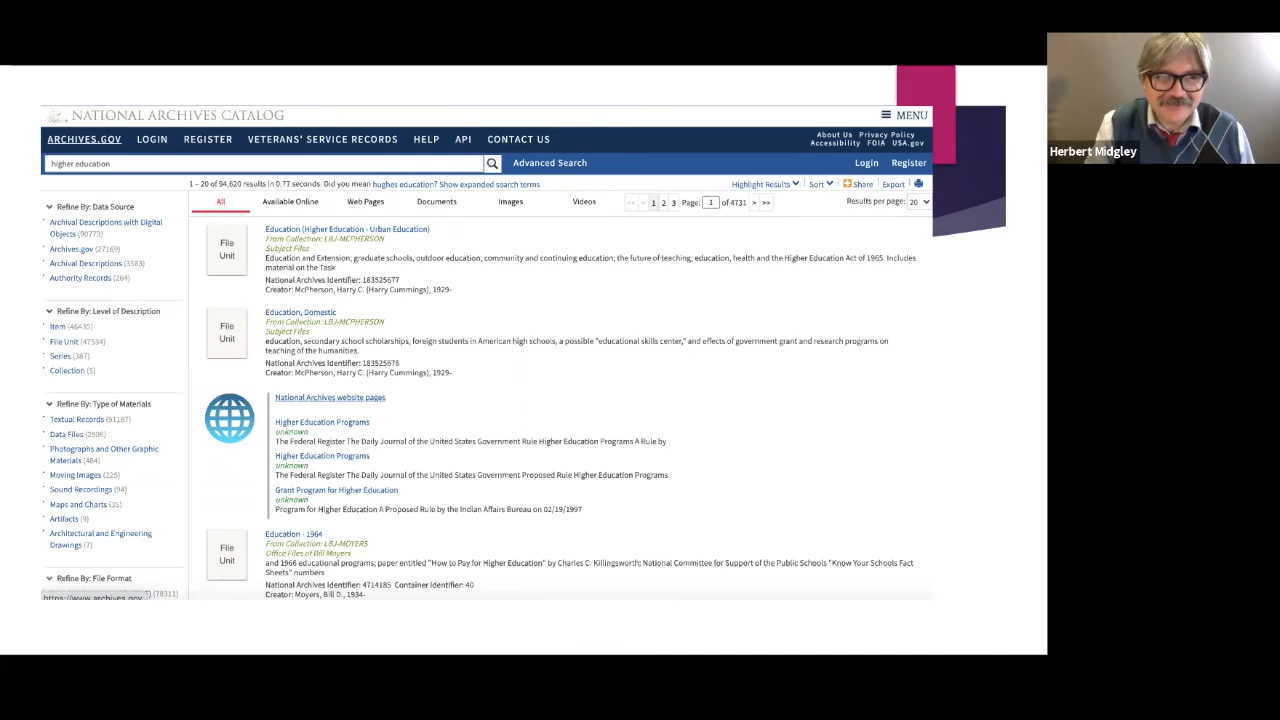 NATIONAL ARCHIVES CATALOG
MENU
ARCHIVES.GOV LOGIN REGISTER VETERANS' SERVICE RECORDS HELP API CONTACT US
About Us Privacy Policy
Accessibility FOIA USA.gov
higher education
Advanced Search
Login Register
1 – 20 of 94,620 results in 0.77 seconds. Did you mean hughes education? Show expanded search terms
Highlight Results Sort Share Export
All Available Online Web Pages Documents Images Videos
<< < 1 2 3 Page: 1 of 4731 > >>
Results per page: 20
Refine By: Data Source
Archival Descriptions with Digital
Objects (90773)
Archives.gov (27169)
Archival Descriptions (3583)
Authority Records (264)
Refine By: Level of Description
Item (46435)
File Unit (47534)
Series (387)
Collection (5)
Refine By: Type of Materials
Textual Records (91187)
Data Files (2509)
Photographs and Other Graphic
Materials (484)
Moving Images (225)
Sound Recordings (94)
Maps and Charts (35)
Artifacts (9)
Architectural and Engineering
Drawings (7)
Refine By: File Format
https://www.archives.gov
(78311)
File
Unit
Education (Higher Education - Urban Education)
From Collection: LBJ-MCPHERSON
Subject Files
Education and Extension; graduate schools, outdoor education, community and continuing education; the future of teaching; education, health and the Higher Education Act of 1965. Includes
material on the Task
National Archives Identifier: 183525677
Creator: McPherson, Harry C. (Harry Cummings), 1929-
File
Unit
Education, Domestic
From Collection: LBJ-MCPHERSON
Subject Files
education, secondary school scholarships, foreign students in American high schools, a possible "educational skills center," and effects of government grant and research programs on
teaching of the humanities.
National Archives Identifier: 183525676
Creator: McPherson, Harry C. (Harry Cummings), 1929-
National Archives website pages
Higher Education Programs
unknown
The Federal Register The Daily Journal of the United States Government Rule Higher Education Programs A Rule by
Higher Education Programs
unknown
The Federal Register The Daily Journal of the United States Government Proposed Rule Higher Education Programs
Grant Program for Higher Education
unknown
Program for Higher Education A Proposed Rule by the Indian Affairs Bureau on 02/19/1997
File
Unit
Education - 1964
From Collection: LBJ-MOYERS
Office Files of Bill Moyers
and 1966 educational programs; paper entitled "How to Pay for Higher Education" by Charles C. Killingsworth; National Committee for Support of the Public Schools "Know Your Schools Fact
Sheets" numbers
National Archives Identifier: 4714185 Container Identifier: 40
Creator: Moyers, Bill D., 1934-
Herbert Midgley